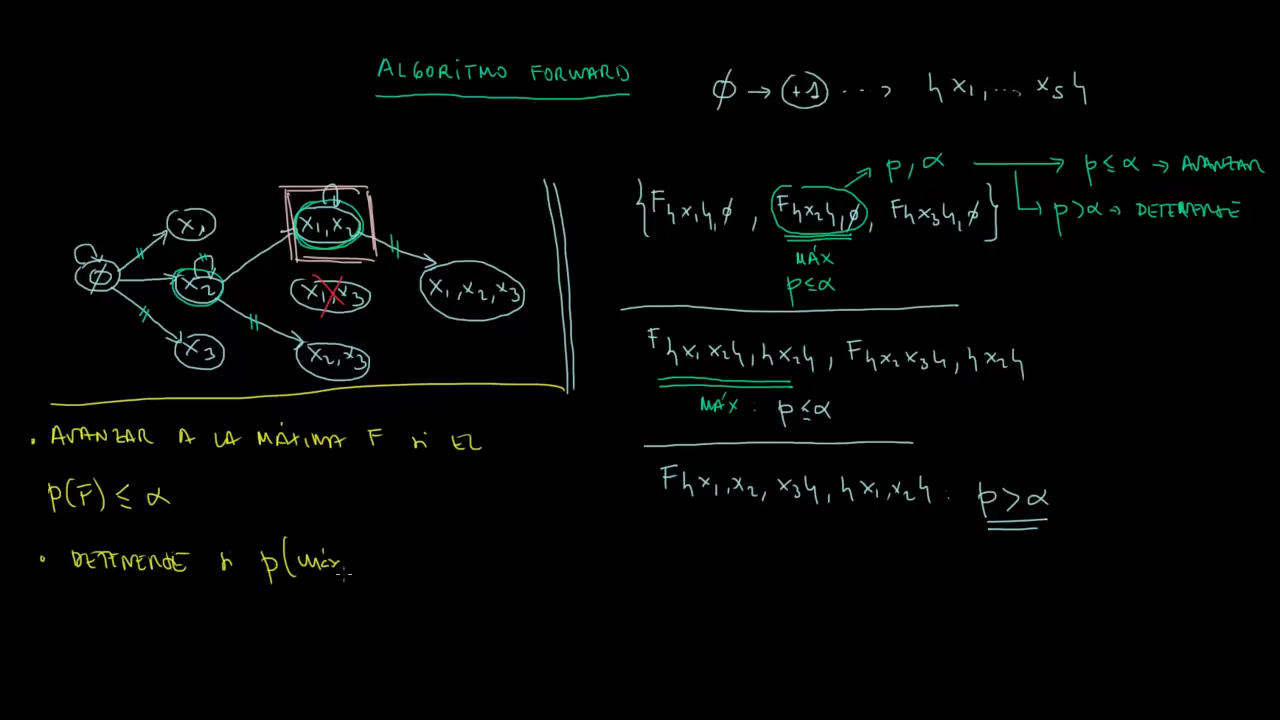 ALGORITMO FORWARD
∅ → +1 ···→ {x1, ... x5}
x1
x1, x2
∅
x2
x1, x3
x1, x2, x3
x3
x2, x3
p, α → p ≤ α → AVANZAR
p > α → DETENERSE
{F{x1},∅ , F{x2},∅ , F{x3},∅}
MÁX
p ≤ α
F{x1 x2},{x2} , F{x2 x3},{x2}
MÁX : p ≤ α
F{x1, x2, x3},{x1, x2} : p > α
• AVANZAR A LA MÁXIMA F si EL
p(F) ≤ α
• DETENERSE si p(máx